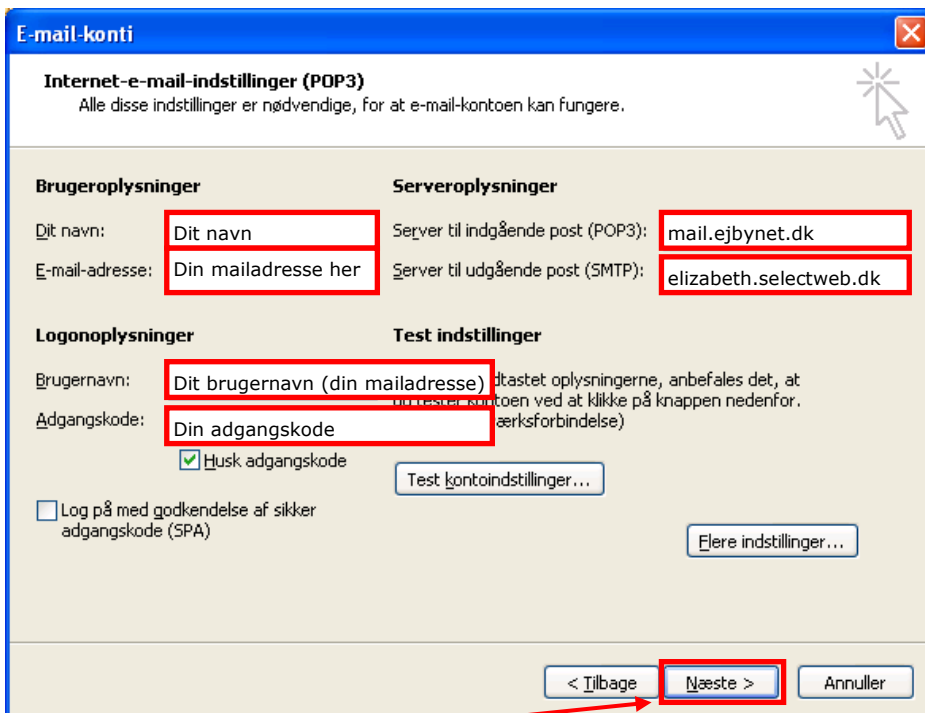 E-mail-konti
Internet-e-mail-indstillinger (POP3)
Alle disse indstillinger er nødvendige, for at e-mail-kontoen kan fungere.
Brugeroplysninger
Dit navn: Dit navn
E-mail-adresse: Din mailadresse her
Serveroplysninger
Server til indgående post (POP3): mail.ejbynet.dk
Server til udgående post (SMTP): elizabeth.selectweb.dk
Logonoplysninger
Brugernavn: Dit brugernavn (din mailadresse)
Adgangskode: Din adgangskode
Husk adgangskode
Log på med godkendelse af sikker
adgangskode (SPA)
Test indstillinger
oplysningerne, anbefales det, at
ved at klikke på knappen nedenfor.
Test kontoindstillinger...
Flere indstillinger...
< Tilbage
Næste >
Annuller